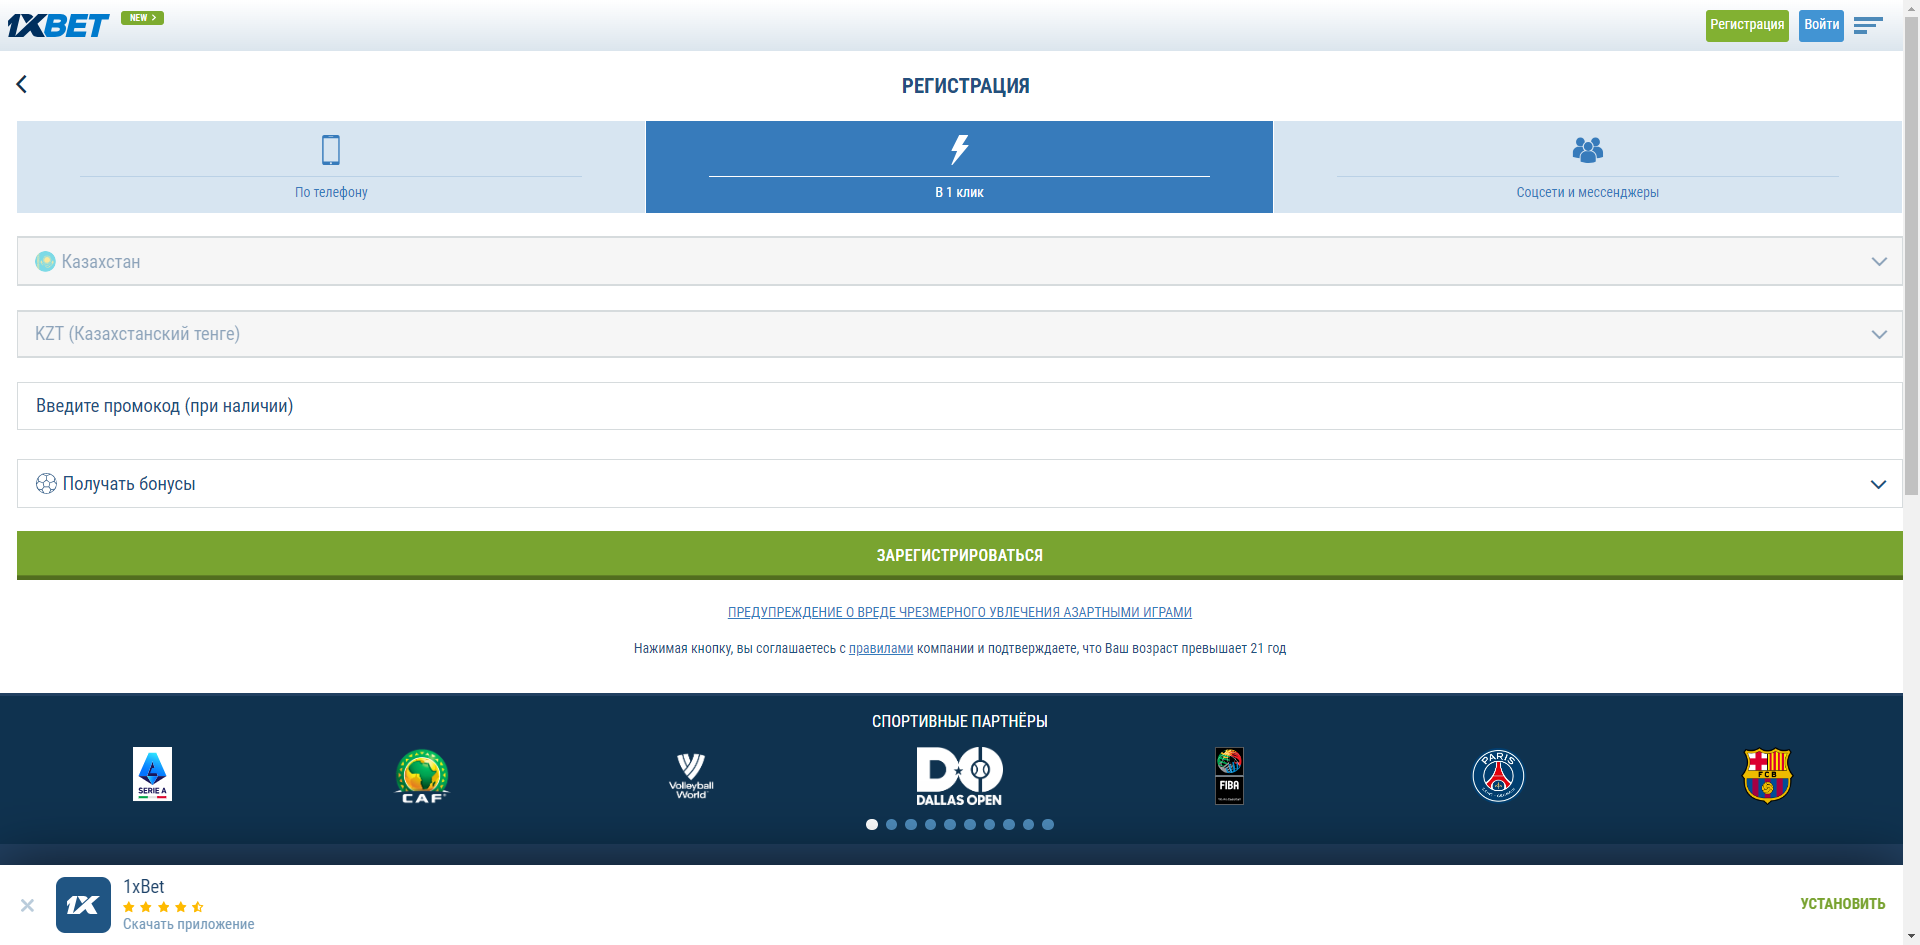 1XBET
NEW
Регистрация
Войти
РЕГИСТРАЦИЯ
По телефону
В 1 клик
Соцсети и мессенджеры
Казахстан
KZT (Казахстанский тенге)
Введите промокод (при наличии)
Получать бонусы
ЗАРЕГИСТРИРОВАТЬСЯ
ПРЕДУПРЕЖДЕНИЕ О ВРЕДЕ ЧРЕЗМЕРНОГО УВЛЕЧЕНИЯ АЗАРТНЫМИ ИГРАМИ
Нажимая кнопку, вы соглашаетесь с правилами компании и подтверждаете, что Ваш возраст превышает 21 год
СПОРТИВНЫЕ ПАРТНЁРЫ
SERIE A
CAF
Volleyball
World
DO
DALLAS OPEN
FIBA
PARIS
FCB
1X
1xBet
Скачать приложение
УСТАНОВИТЬ